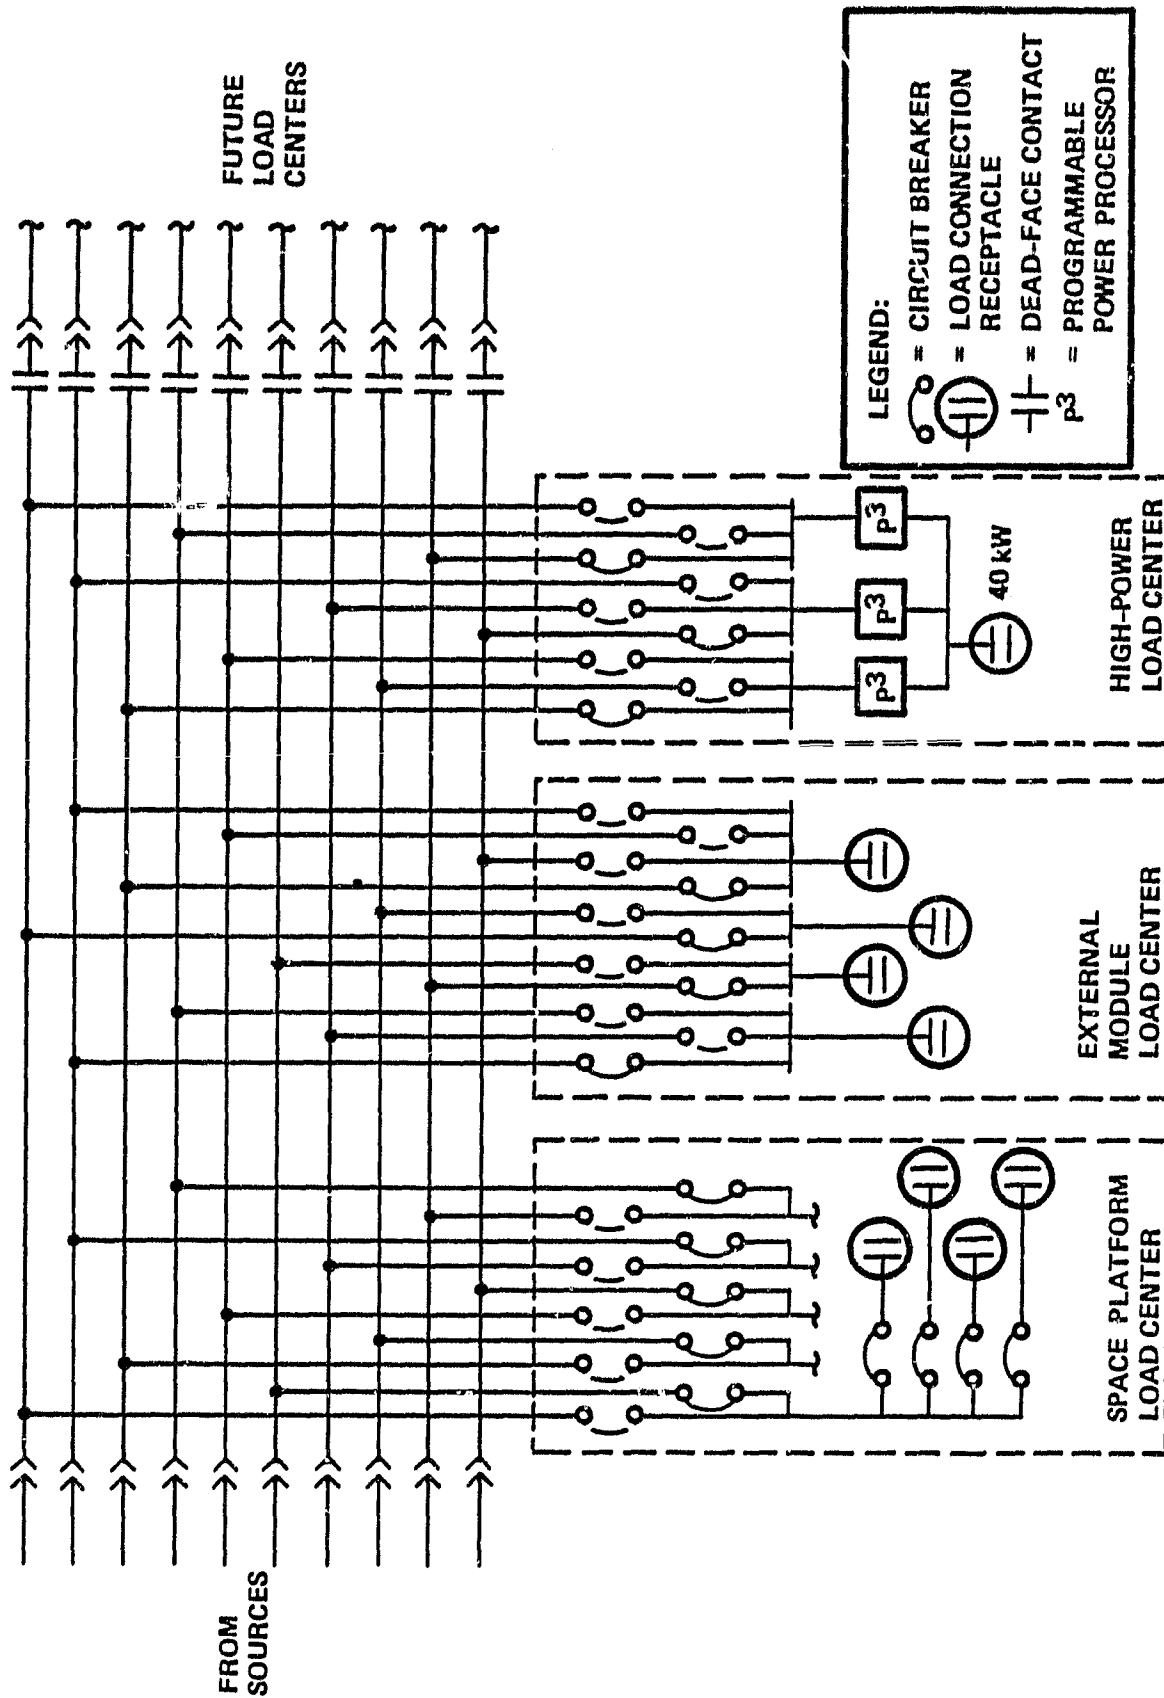 FROM
SOURCES
FUTURE
LOAD
CENTERS
SPACE PLATFORM
LOAD CENTER
EXTERNAL
MODULE
LOAD CENTER
P3
P3
P3
40 kW
HIGH-POWER
LOAD CENTER
LEGEND:
= CIRCUIT BREAKER
= LOAD CONNECTION
RECEPTACLE
= DEAD-FACE CONTACT
P3 = PROGRAMMABLE
POWER PROCESSOR